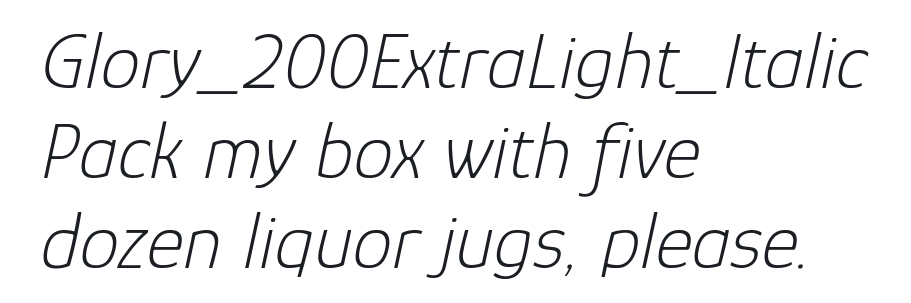 Glory_200ExtraLight_Italic
Pack my box with five
dozen liquor jugs, please.